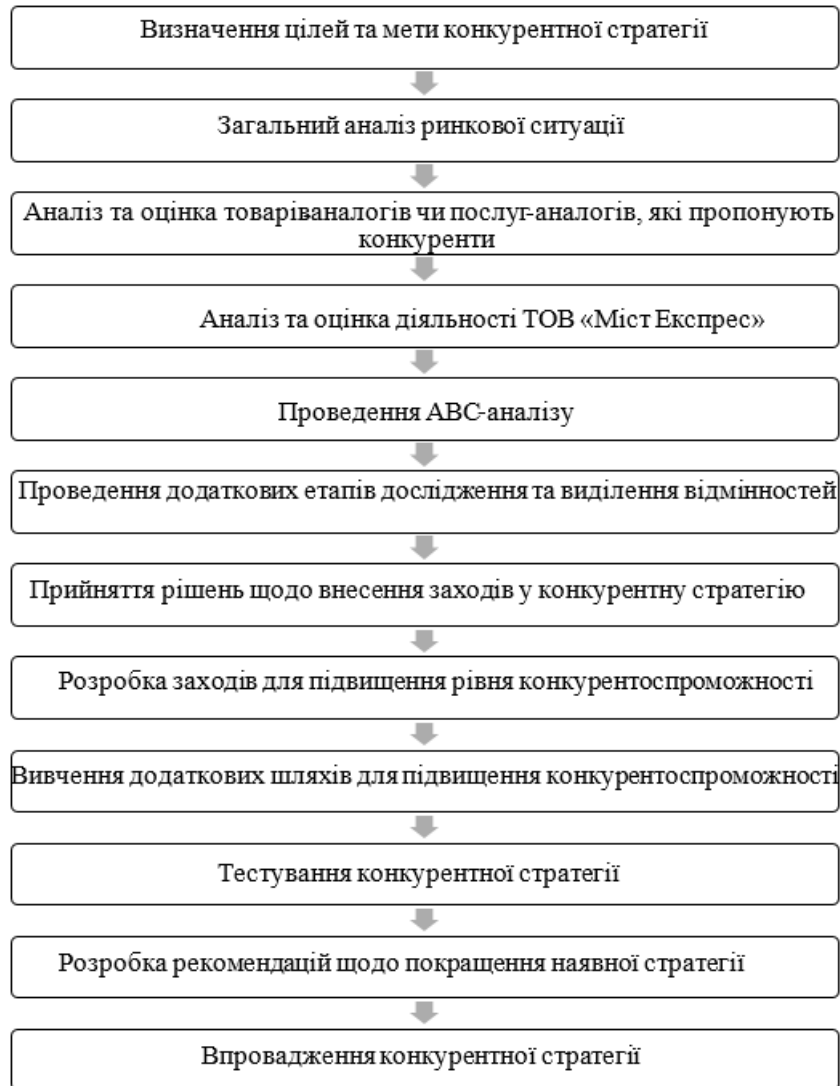 Визначення цілей та мети конкурентної стратегії
Загальний аналіз ринкової ситуації
Аналіз та оцінка товаріваналогів чи послуг-аналогів, які пропонують
конкуренти
Аналіз та оцінка діяльності ТОВ «Міст Експрес»
Проведення АВС-аналізу
Проведення додаткових етапів дослідження та виділення відмінностей
Прийняття рішень щодо внесення заходів у конкурентну стратегію
Розробка заходів для підвищення рівня конкурентоспроможності
Вивчення додаткових шляхів для підвищення конкурентоспроможності
Тестування конкурентної стратегії
Розробка рекомендацій щодо покращення наявної стратегії
Впровадження конкурентної стратегії